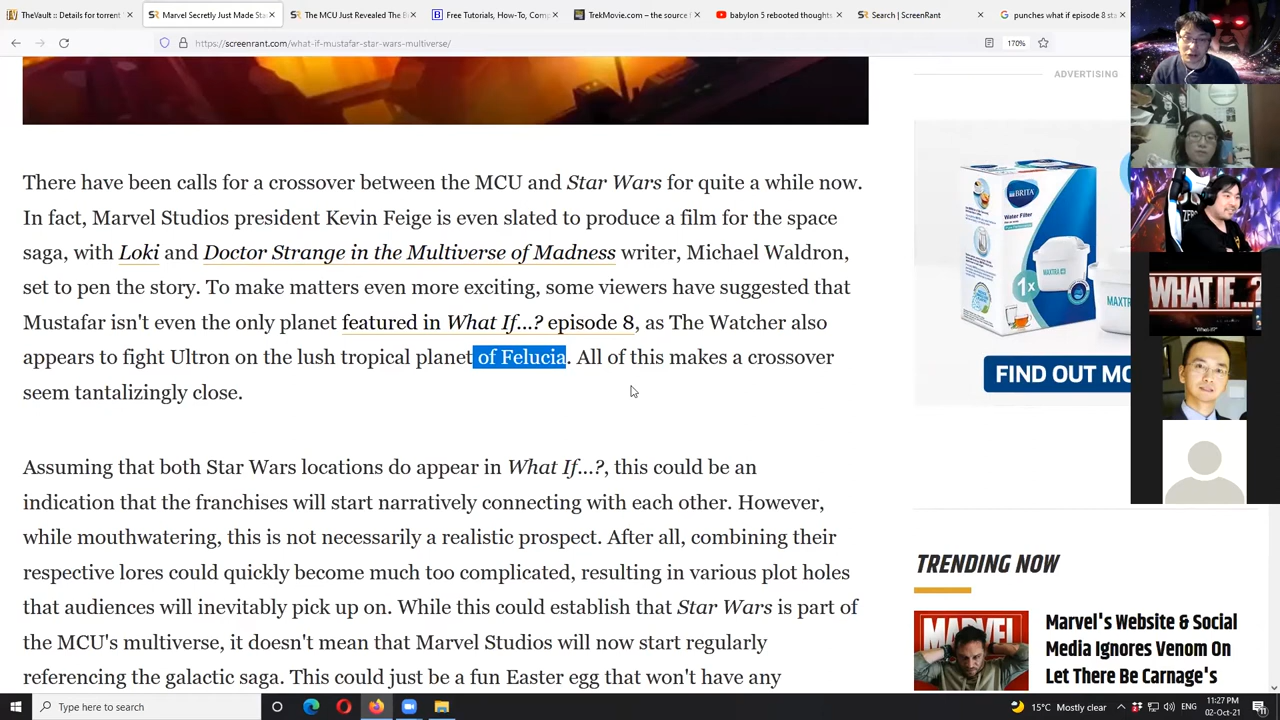 TheVault :: Details for torrent
Marvel Secretly Just Made Sta
The MCU Just Revealed The B
Free Tutorials, How-To, Comp
TrekMovie.com – the source f
babylon 5 rebooted thoughts
Search | ScreenRant
punches what if episode 8 sta
https://screenrant.com/what-if-mustafar-star-wars-multiverse/
170%
There have been calls for a crossover between the MCU and Star Wars for quite a while now.
In fact, Marvel Studios president Kevin Feige is even slated to produce a film for the space
saga, with Loki and Doctor Strange in the Multiverse of Madness writer, Michael Waldron,
set to pen the story. To make matters even more exciting, some viewers have suggested that
Mustafar isn't even the only planet featured in What If...? episode 8, as The Watcher also
appears to fight Ultron on the lush tropical planet of Felucia. All of this makes a crossover
seem tantalizingly close.
Assuming that both Star Wars locations do appear in What If...?, this could be an
indication that the franchises will start narratively connecting with each other. However,
while mouthwatering, this is not necessarily a realistic prospect. After all, combining their
respective lores could quickly become much too complicated, resulting in various plot holes
that audiences will inevitably pick up on. While this could establish that Star Wars is part of
the MCU's multiverse, it doesn't mean that Marvel Studios will now start regularly
referencing the galactic saga. This could just be a fun Easter egg that won't have any
ADVERTISING
BRITA
Water Filter
MAXTRA
1x
MAXTR
FIND OUT MO
TRENDING NOW
MARVEL
Marvel's Website & Social
Media Ignores Venom On
Let There Be Carnage's
ZER
WHAT IF...?
"What if"
Type here to search
15°C Mostly clear
ENG
11:27 PM
02-Oct-21